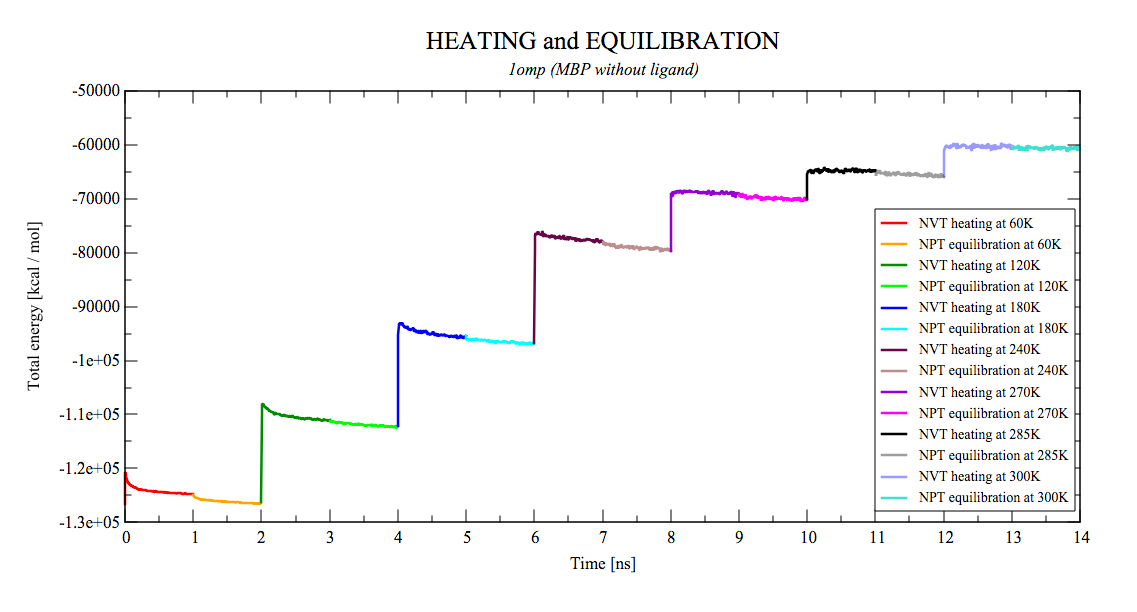 HEATING and EQUILIBRATION
1omp (MBP without ligand)
-50000
-60000
-70000
-80000
-90000
-1e+05
-1.1e+05
-1.2e+05
-1.3e+05
Total energy [kcal / mol]
NVT heating at 60K
NPT equilibration at 60K
NVT heating at 120K
NPT equilibration at 120K
NVT heating at 180K
NPT equilibration at 180K
NVT heating at 240K
NPT equilibration at 240K
NVT heating at 270K
NPT equilibration at 270K
NVT heating at 285K
NPT equilibration at 285K
NVT heating at 300K
NPT equilibration at 300K
0 1 2 3 4 5 6 7 8 9 10 11 12 13 14
Time [ns]